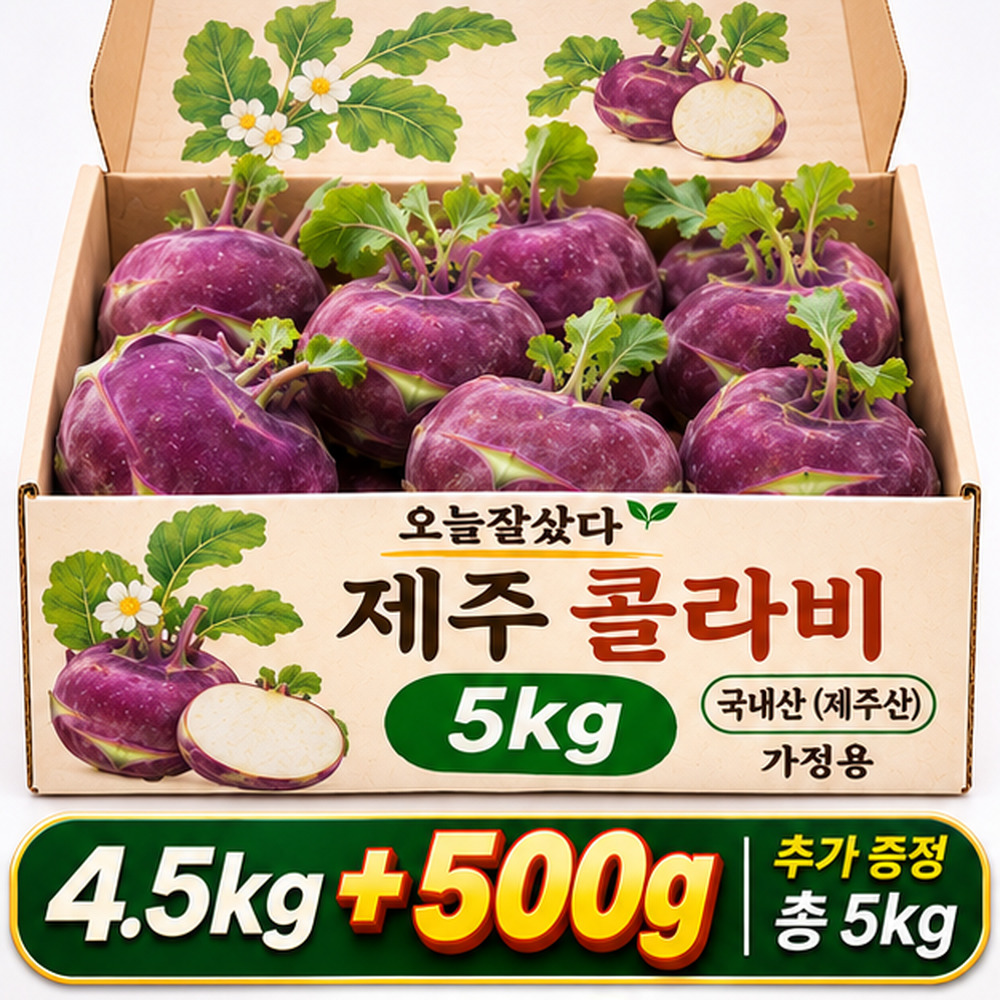 오늘잘샀다
제주 콜라비
5kg
국내산 (제주산)
가정용
4.5kg+500g
추가 증정
총 5kg